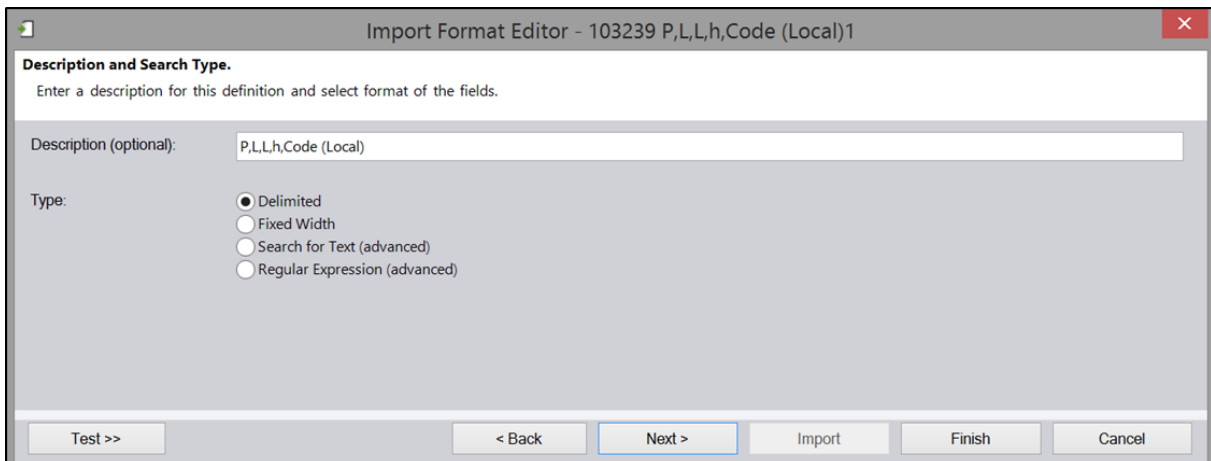 Import Format Editor - 103239 P,L,L,h,Code (Local)1
Description and Search Type.
Enter a description for this definition and select format of the fields.
Description (optional): P,L,L,h,Code (Local)
Type: Delimited
Fixed Width
Search for Text (advanced)
Regular Expression (advanced)
Test >> < Back Next > Import Finish Cancel